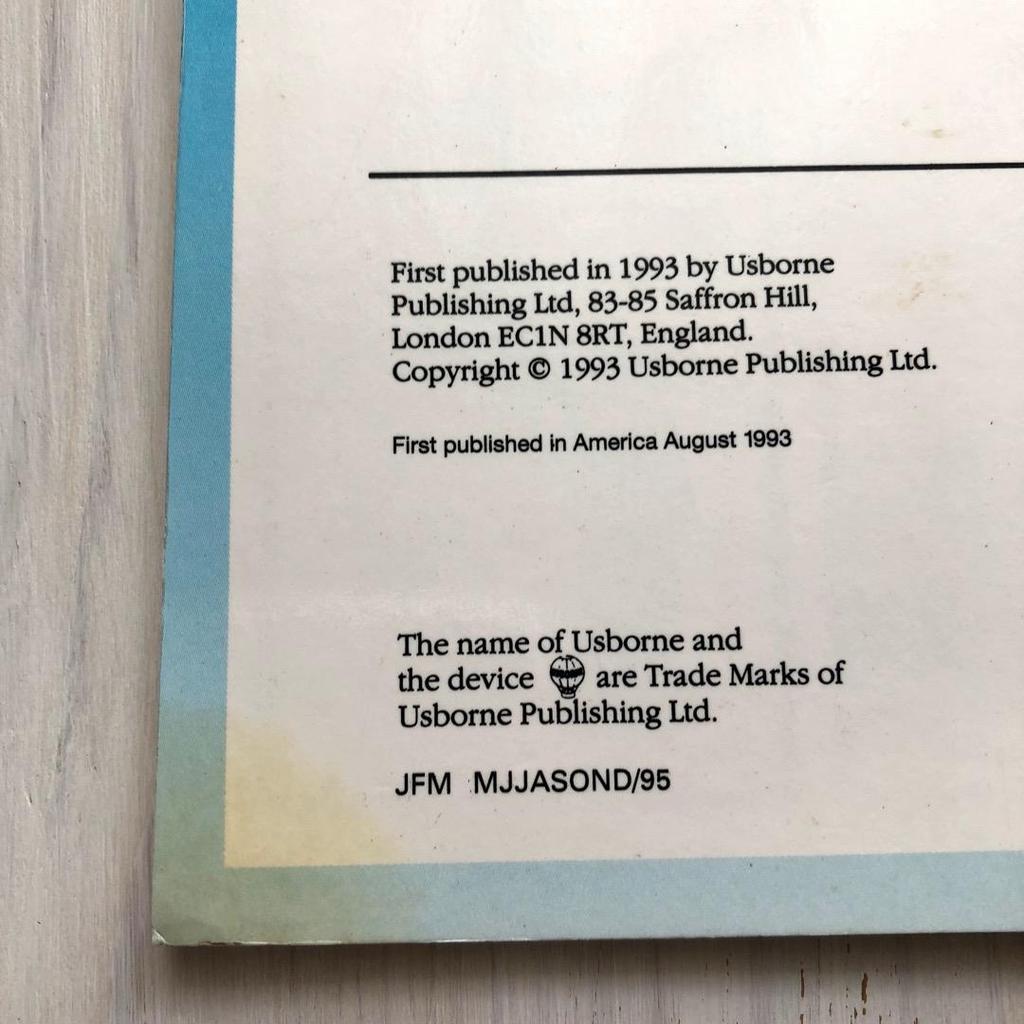 First published in 1993 by Usborne
Publishing Ltd, 83-85 Saffron Hill,
London EC1N 8RT, England.
Copyright © 1993 Usborne Publishing Ltd.
First published in America August 1993
The name of Usborne and
the device are Trade Marks of
Usborne Publishing Ltd.
JFM MJJASOND/95